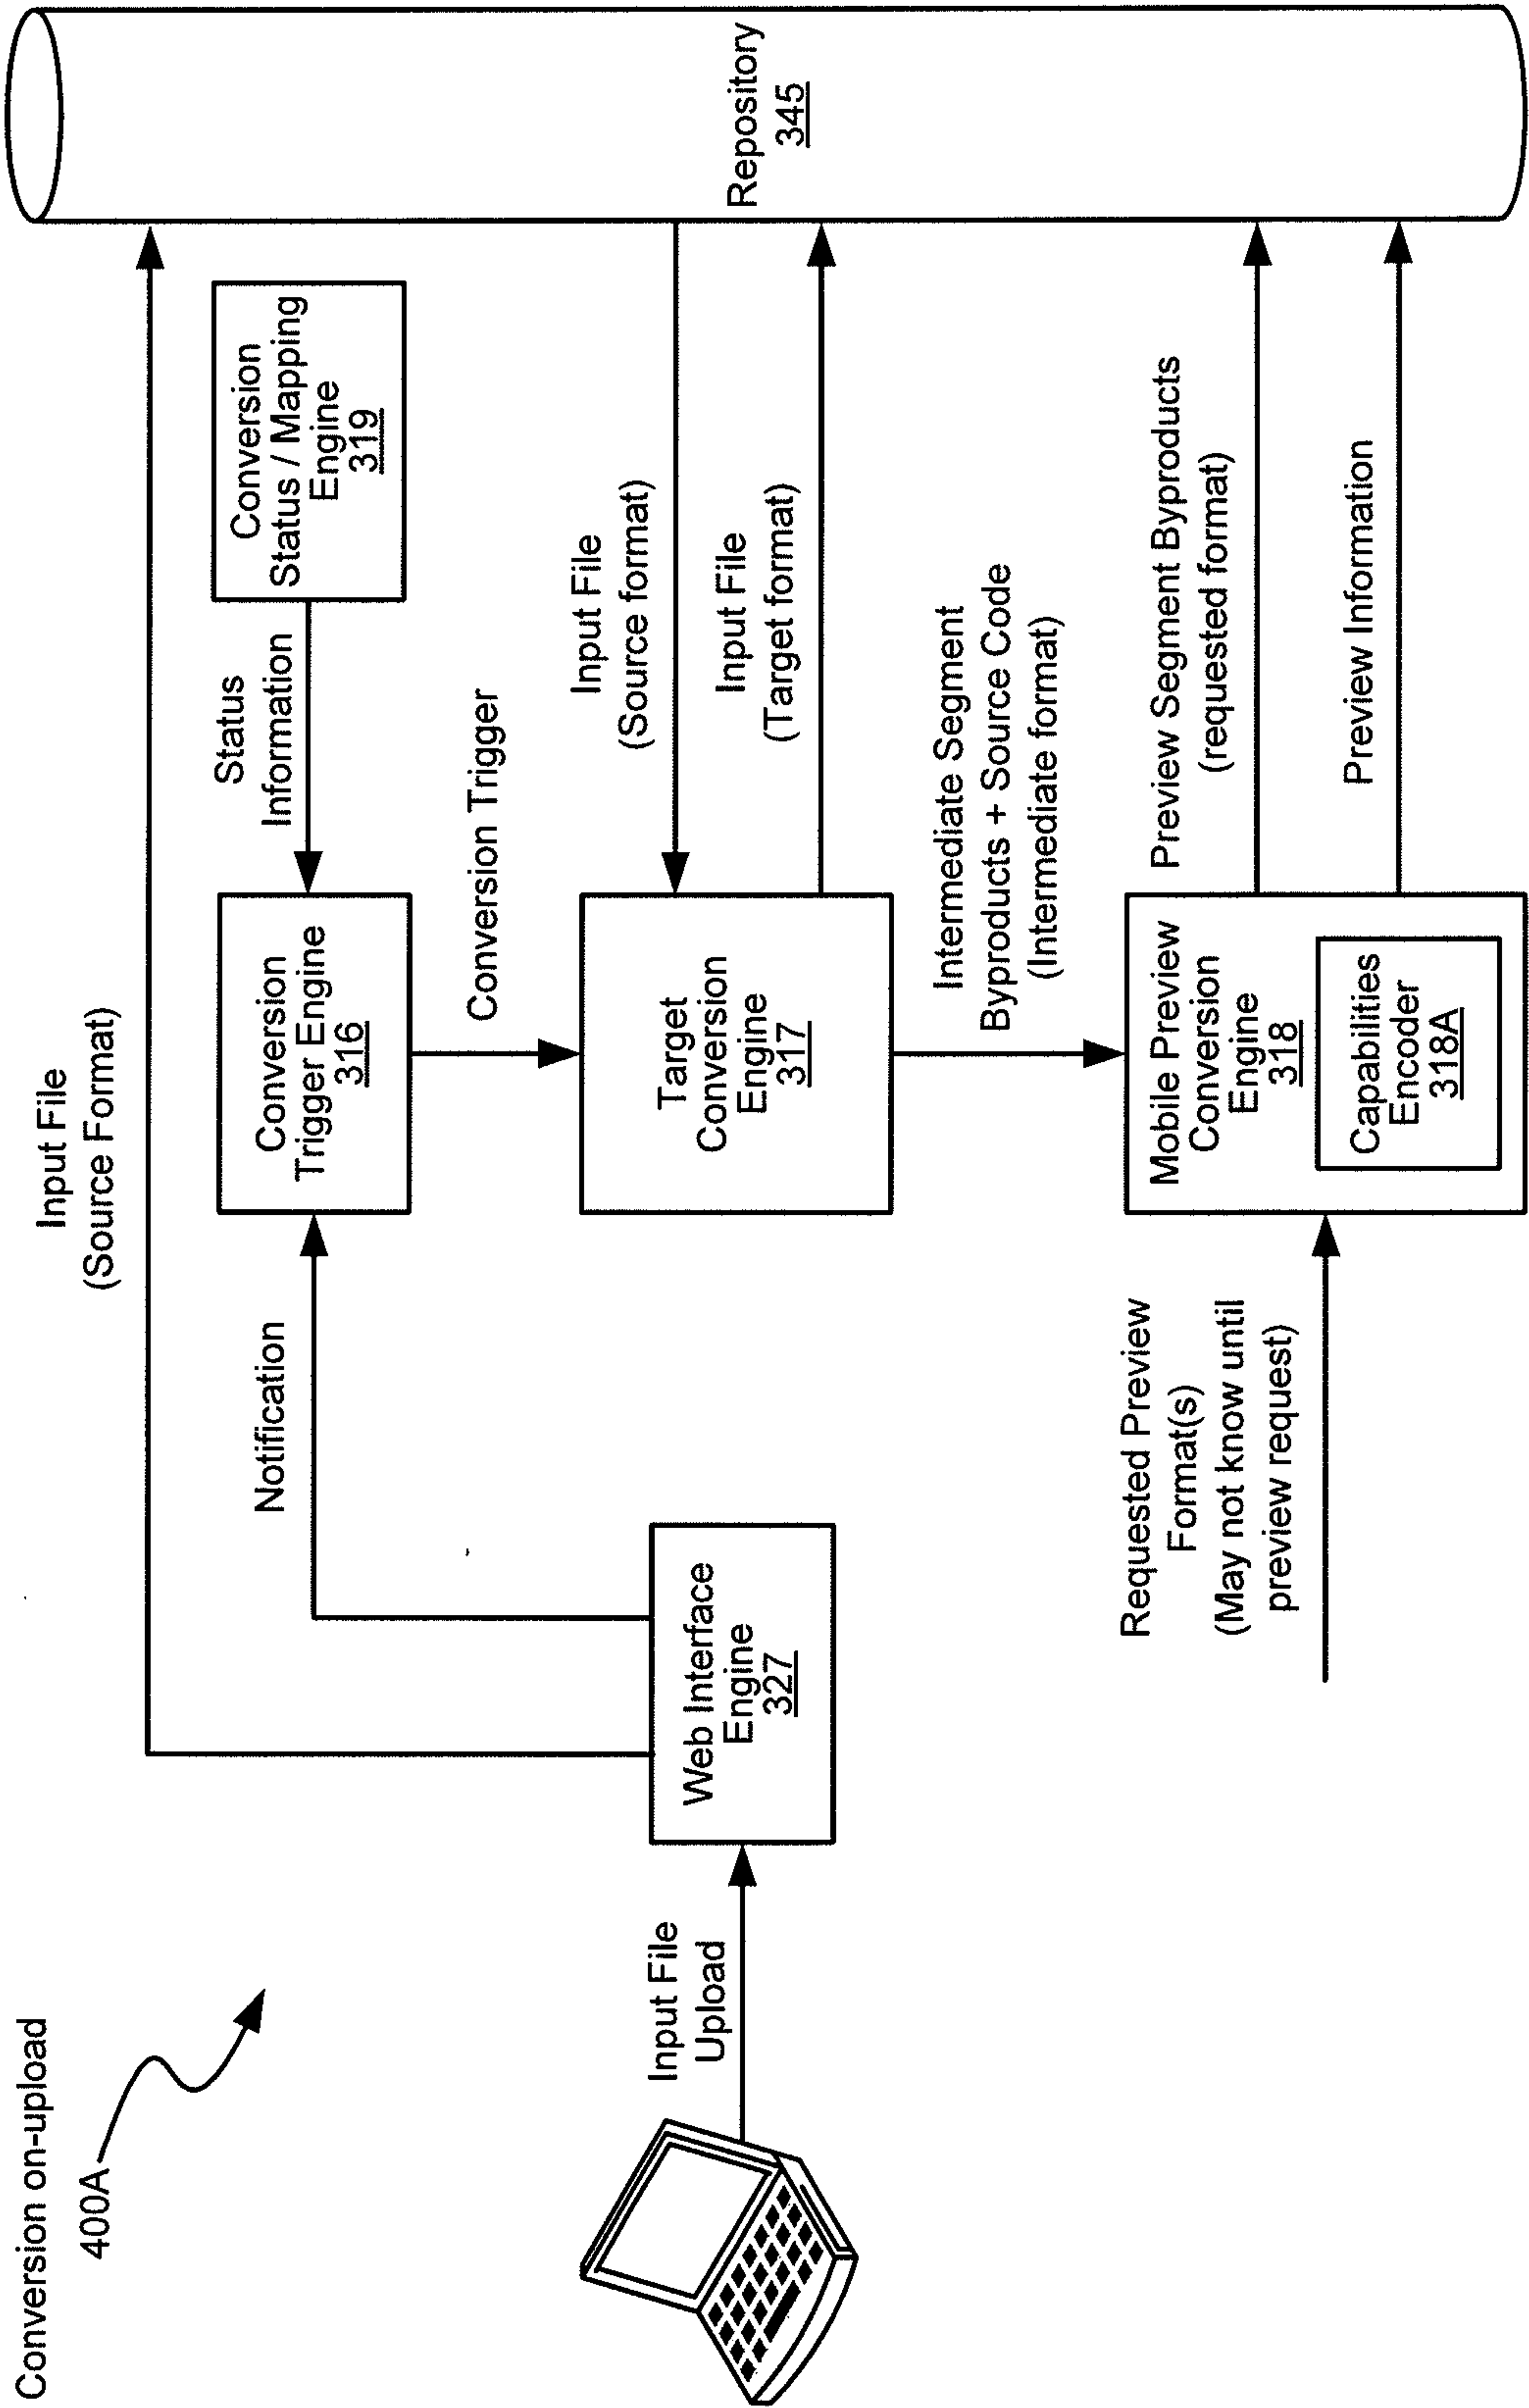 Conversion on-upload
400A
Input File
(Source Format)
Conversion
Status / Mapping
Engine
319
Status
Information
Conversion
Trigger Engine
316
Notification
Conversion Trigger
Input File
(Source format)
Input File
(Target format)
Repository
345
Input File
Upload
Web Interface
Engine
327
Target
Conversion
Engine
317
Intermediate Segment
Byproducts + Source Code
(Intermediate format)
Requested Preview
Format(s)
(May not know until
preview request)
Mobile Preview
Conversion
Engine
318
Capabilities
Encoder
318A
Preview Segment Byproducts
(requested format)
Preview Information